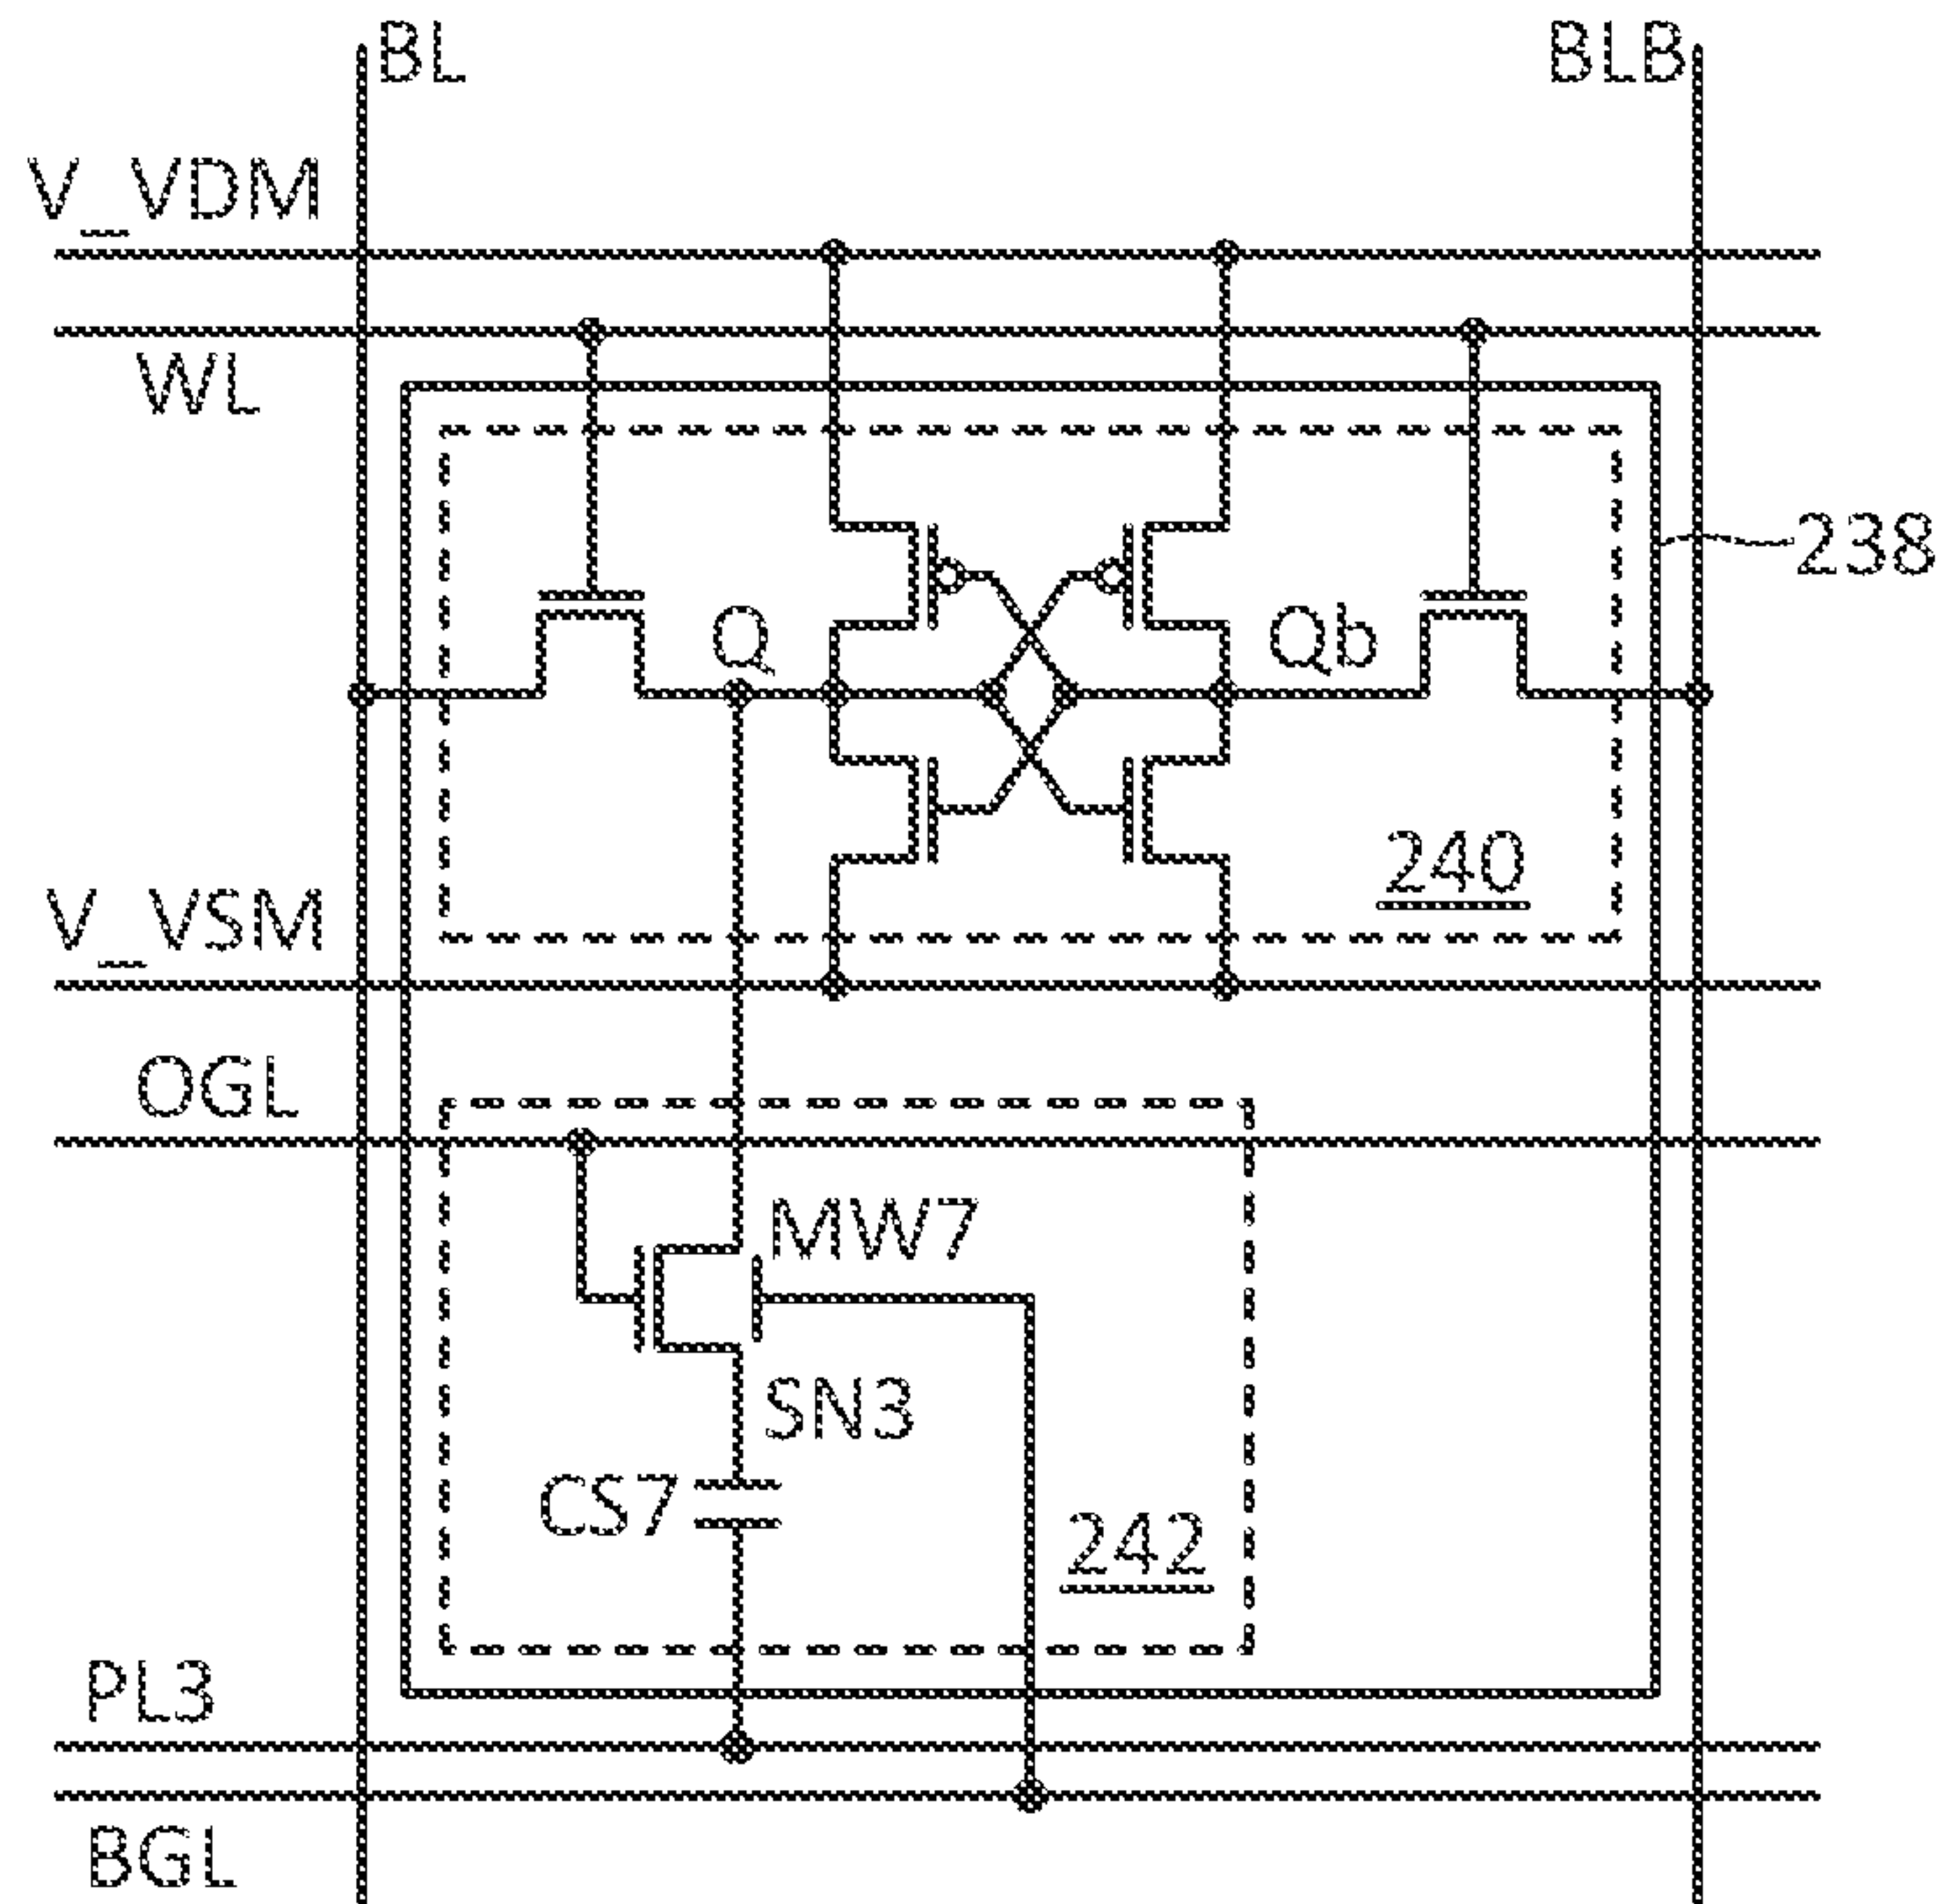 BL
BLB
V_VDM
WL
238
Q
Qb
240
V_VSM
OGL
MW7
SN3
CS7
242
PL3
BGL